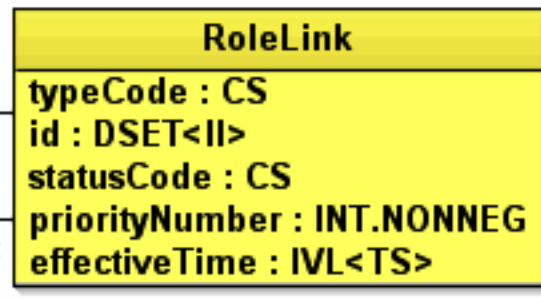 RoleLink
typeCode : CS
id : DSET<II>
statusCode : CS
priorityNumber : INT.NONNEG
effectiveTime : IVL<TS>